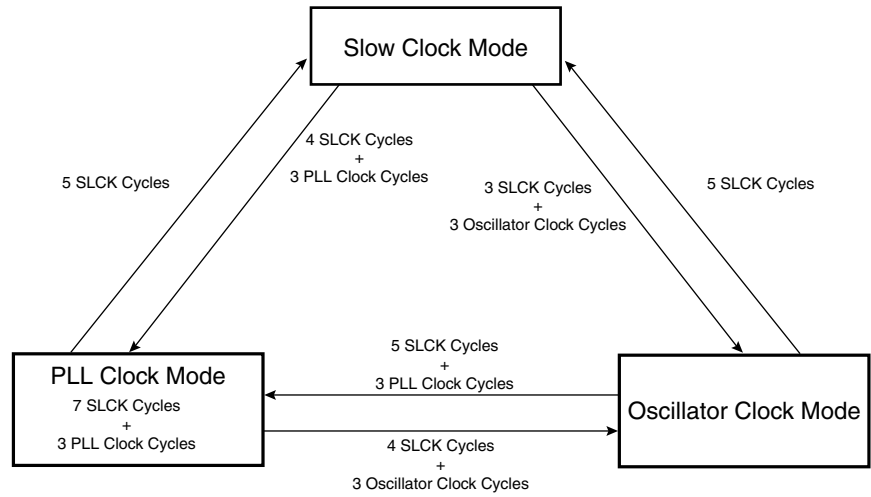 Slow Clock Mode
4 SLCK Cycles
+
3 PLL Clock Cycles
5 SLCK Cycles
3 SLCK Cycles
+
3 Oscillator Clock Cycles
5 SLCK Cycles
PLL Clock Mode
7 SLCK Cycles
+
3 PLL Clock Cycles
5 SLCK Cycles
+
3 PLL Clock Cycles
4 SLCK Cycles
+
3 Oscillator Clock Cycles
Oscillator Clock Mode